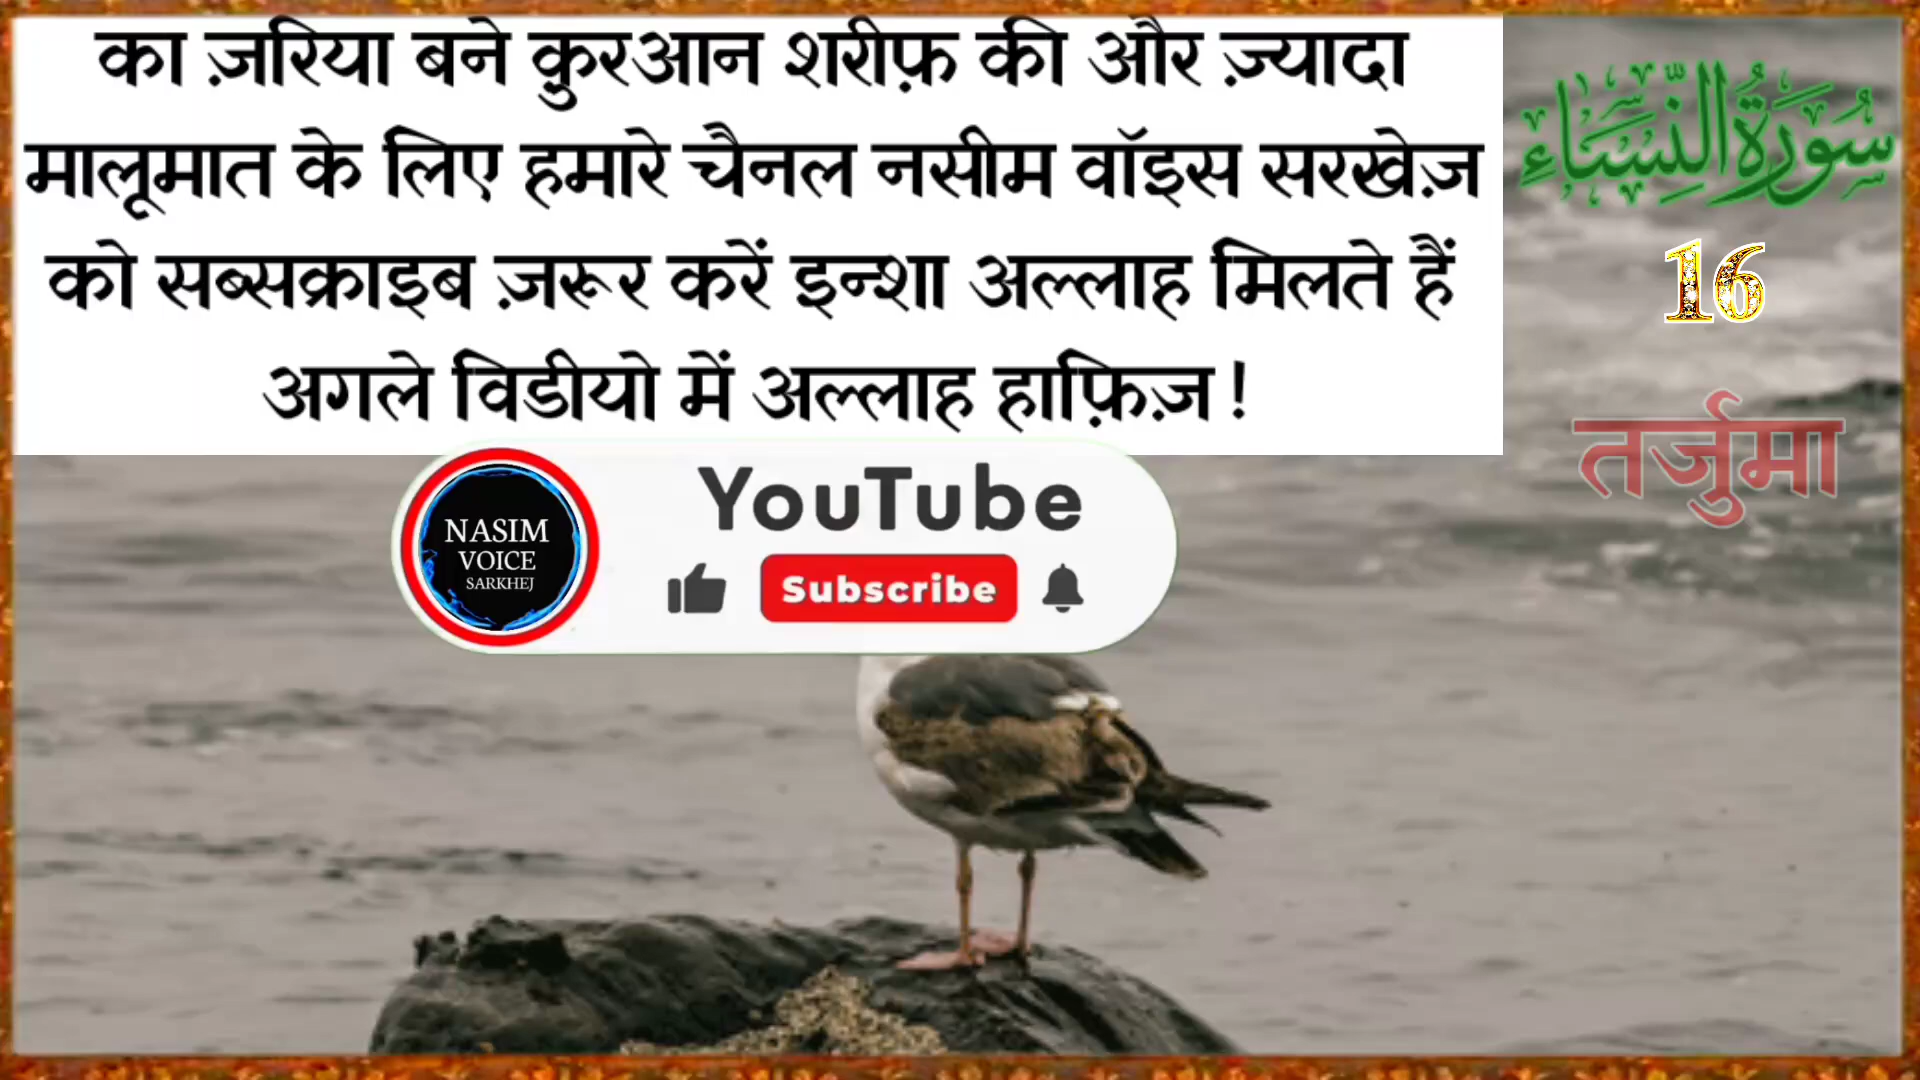 का ज़रिया बने क़ुरआन शरीफ़ की और ज़्यादा
मालूमात के लिए हमारे चैनल नसीम वॉइस सरखेज़
को सब्सक्राइब ज़रूर करें इन्शा अल्लाह मिलते हैं
अगले विडीयो में अल्लाह हाफ़िज़!
سُورَةُ النِّسَاء
16
तर्जुमा
NASIM
VOICE
SARKHEJ
YouTube
Subscribe